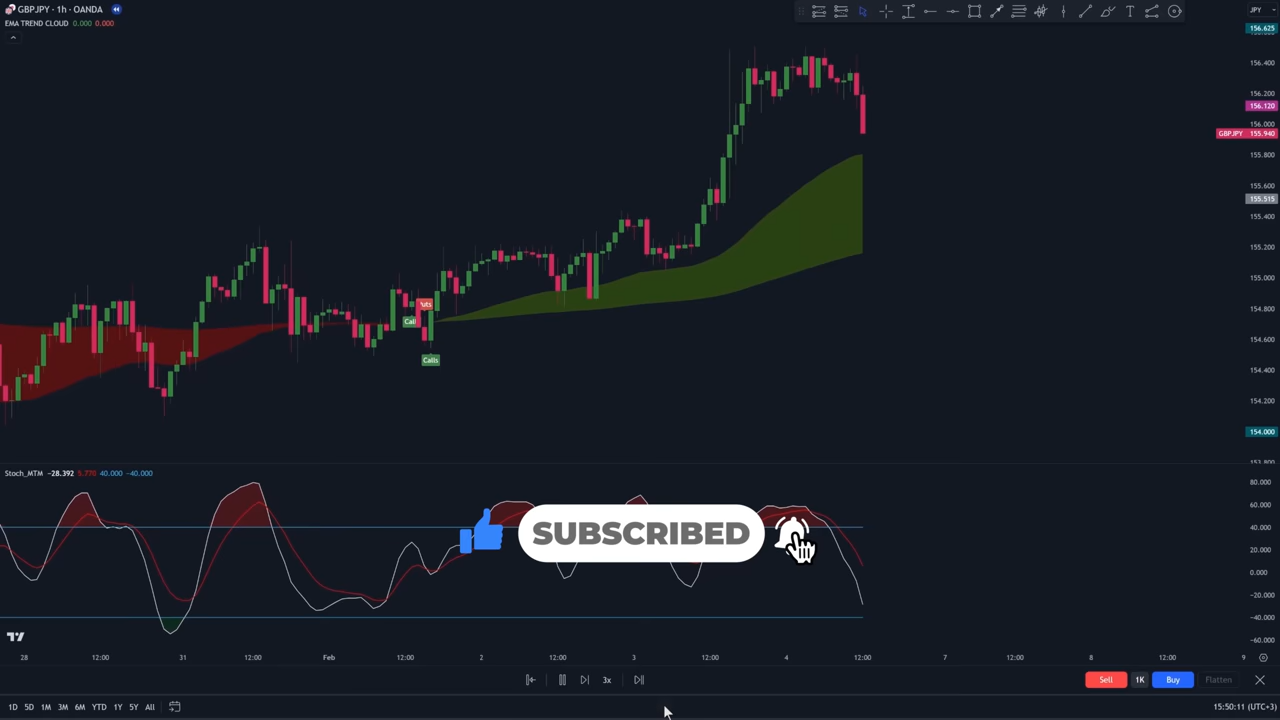 GBPJPY · 1h · OANDA
JPY
EMA TREND CLOUD 0.000 0.000
156.625
156.400
156.200
156.120
156.000
GBPJPY 155.940
155.800
155.600
155.515
155.400
155.200
155.000
154.800
154.600
154.400
154.200
154.000
Calls
Stoch_MTM −28.392 5.770 40.000 −40.000
80.000
60.000
40.000
20.000
0.000
−20.000
−40.000
−60.000
SUBSCRIBED
28 12:00 31 12:00 Feb 12:00 2 12:00 3 12:00 4 12:00 7 12:00 8 12:00 9
3x
Sell 1K Buy Flatten
1D 5D 1M 3M 6M YTD 1Y 5Y All
15:50:11 (UTC+3)